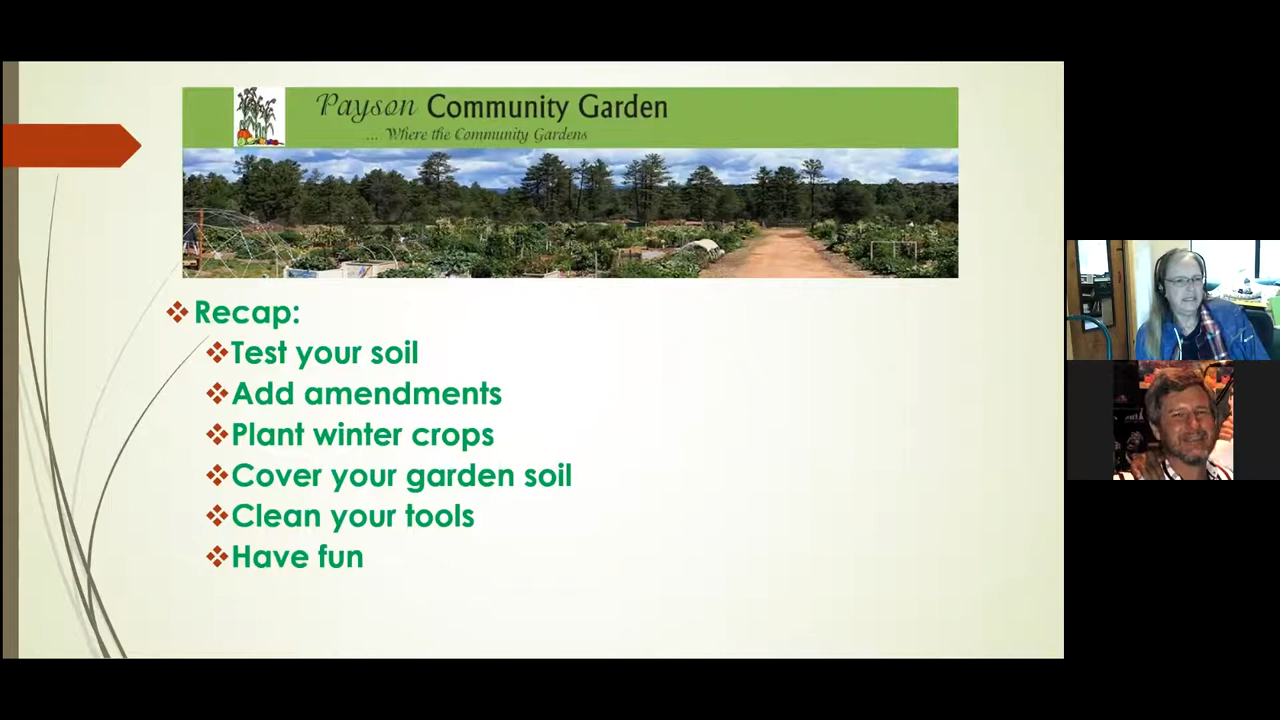 Payson Community Garden
... Where the Community Gardens
Recap:
Test your soil
Add amendments
Plant winter crops
Cover your garden soil
Clean your tools
Have fun